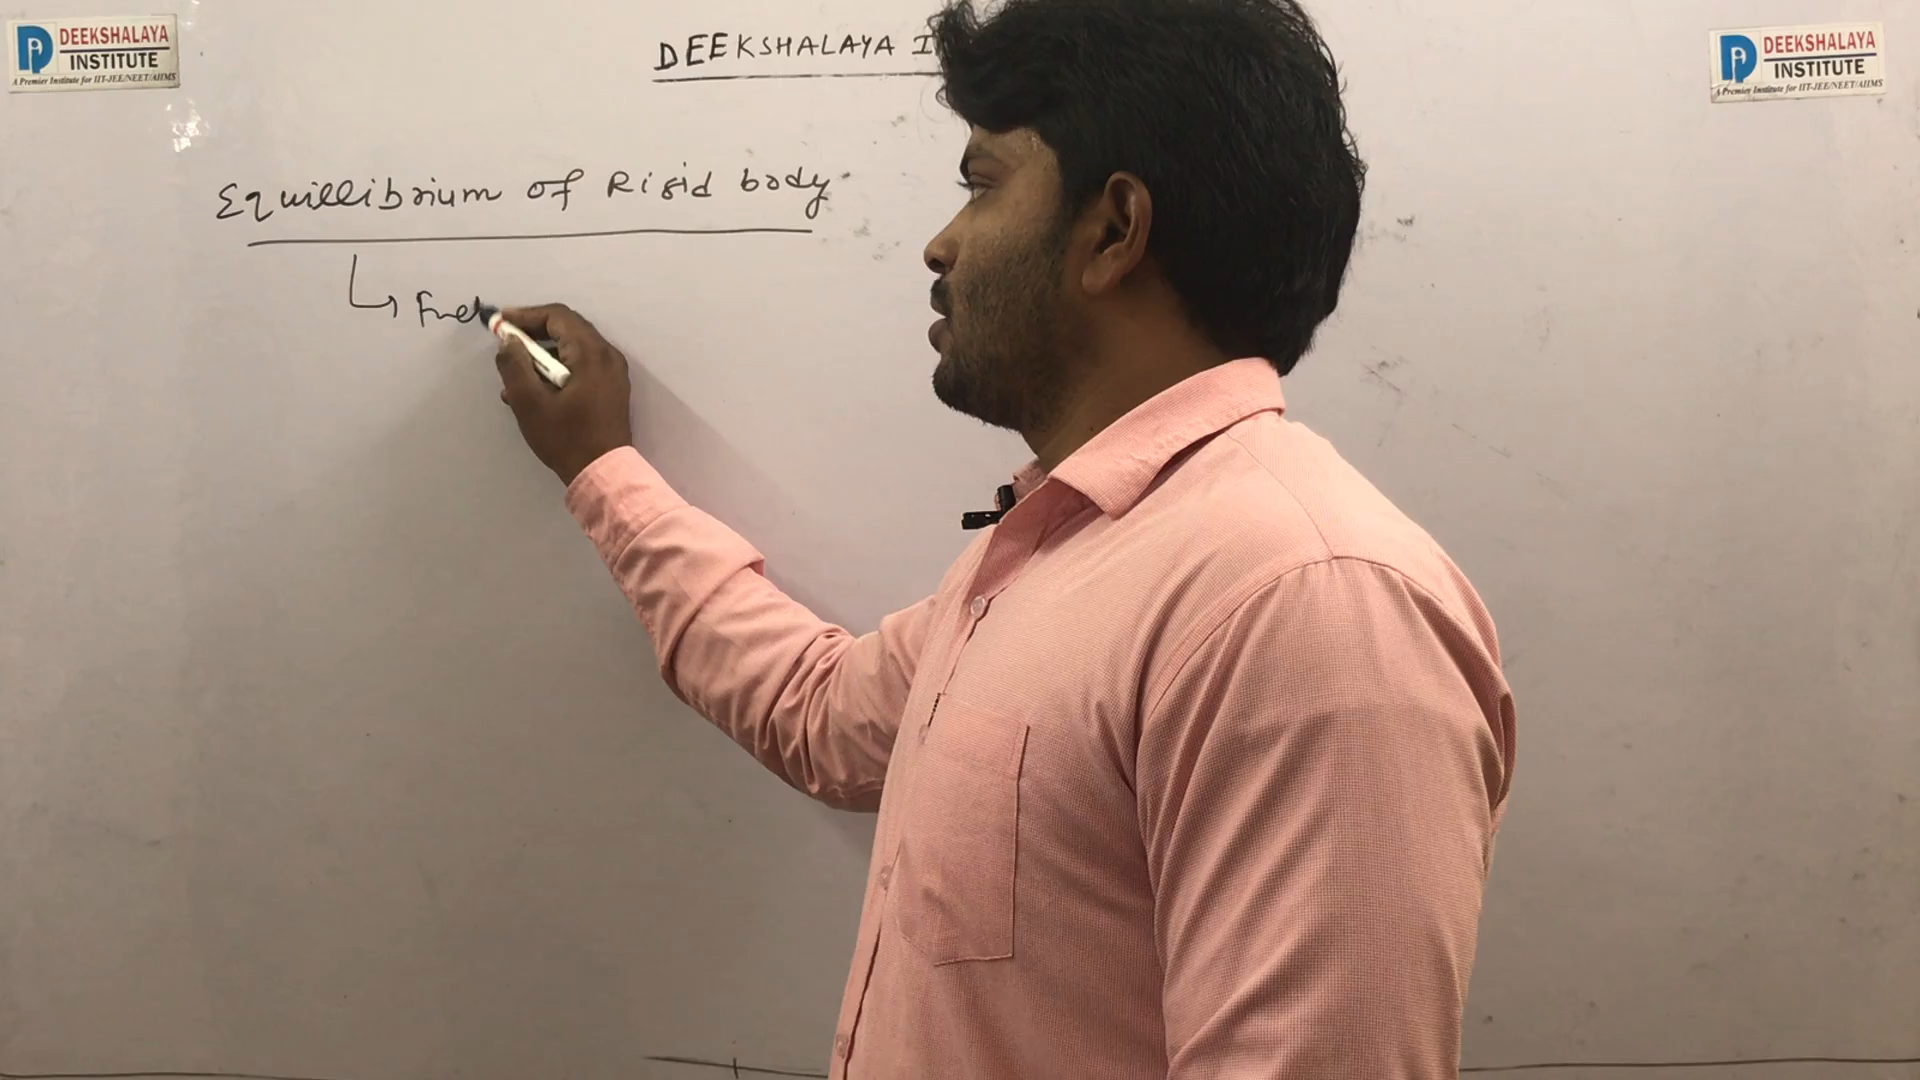 DEEKSHALAYA
INSTITUTE
A Premier Institute for IIT-JEE/NEET/AIIMS
DEEKSHALAYA I
DEEKSHALAYA
INSTITUTE
A Premier Institute for IIT-JEE/NEET/AIIMS
Equillibrium of Rigid body
Fnet